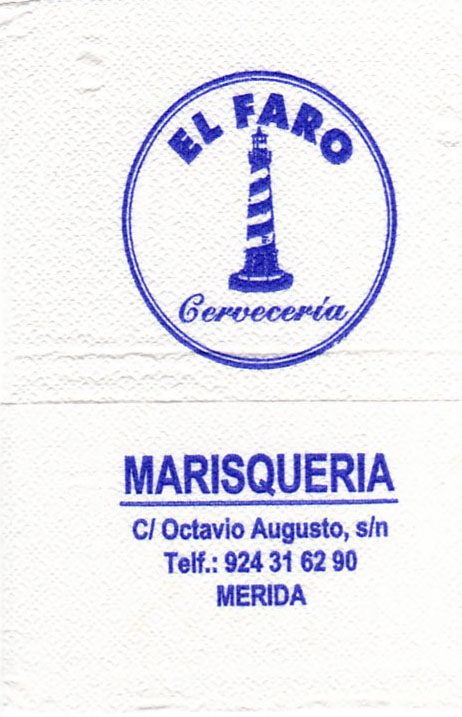 EL FARO
Cervecería
MARISQUERIA
C/ Octavio Augusto, s/n
Telf.: 924 31 62 90
MERIDA